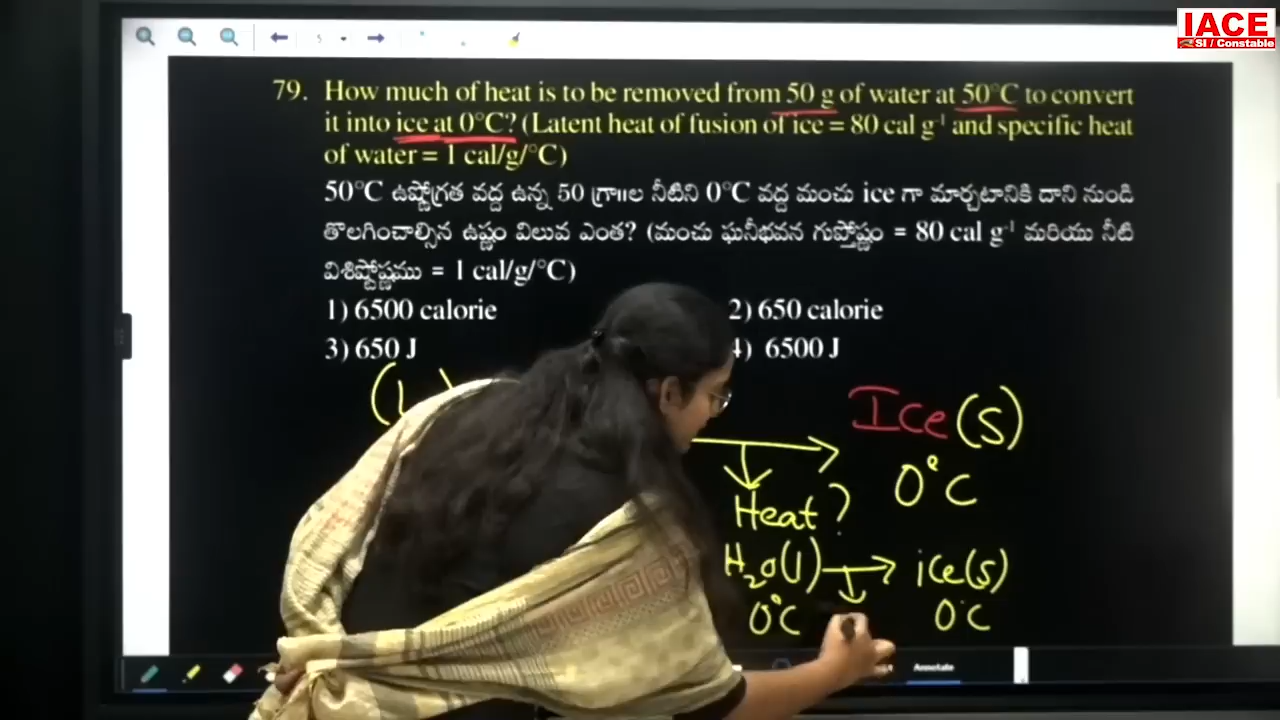 IACE
SI / Constable
5
79. How much of heat is to be removed from 50 g of water at 50°C to convert
it into ice at 0°C? (Latent heat of fusion of ice = 80 cal g⁻¹ and specific heat
of water = 1 cal/g/°C)
50°C ఉష్ణోగ్రత వద్ద ఉన్న 50 గ్రా॥ల నీటిని 0°C వద్ద మంచు ice గా మార్చటానికి దాని నుండి
తొలగించాల్సిన ఉష్ణం విలువ ఎంత? (మంచు ఘనీభవన గుప్తోష్ణం = 80 cal g⁻¹ మరియు నీటి
విశిష్టోష్ణము = 1 cal/g/°C)
1) 6500 calorie 2) 650 calorie
3) 650 J 4) 6500 J
Ice (s)
0°C
Heat?
H₂O(l) → ice(s)
0°C 0°C
Annotate